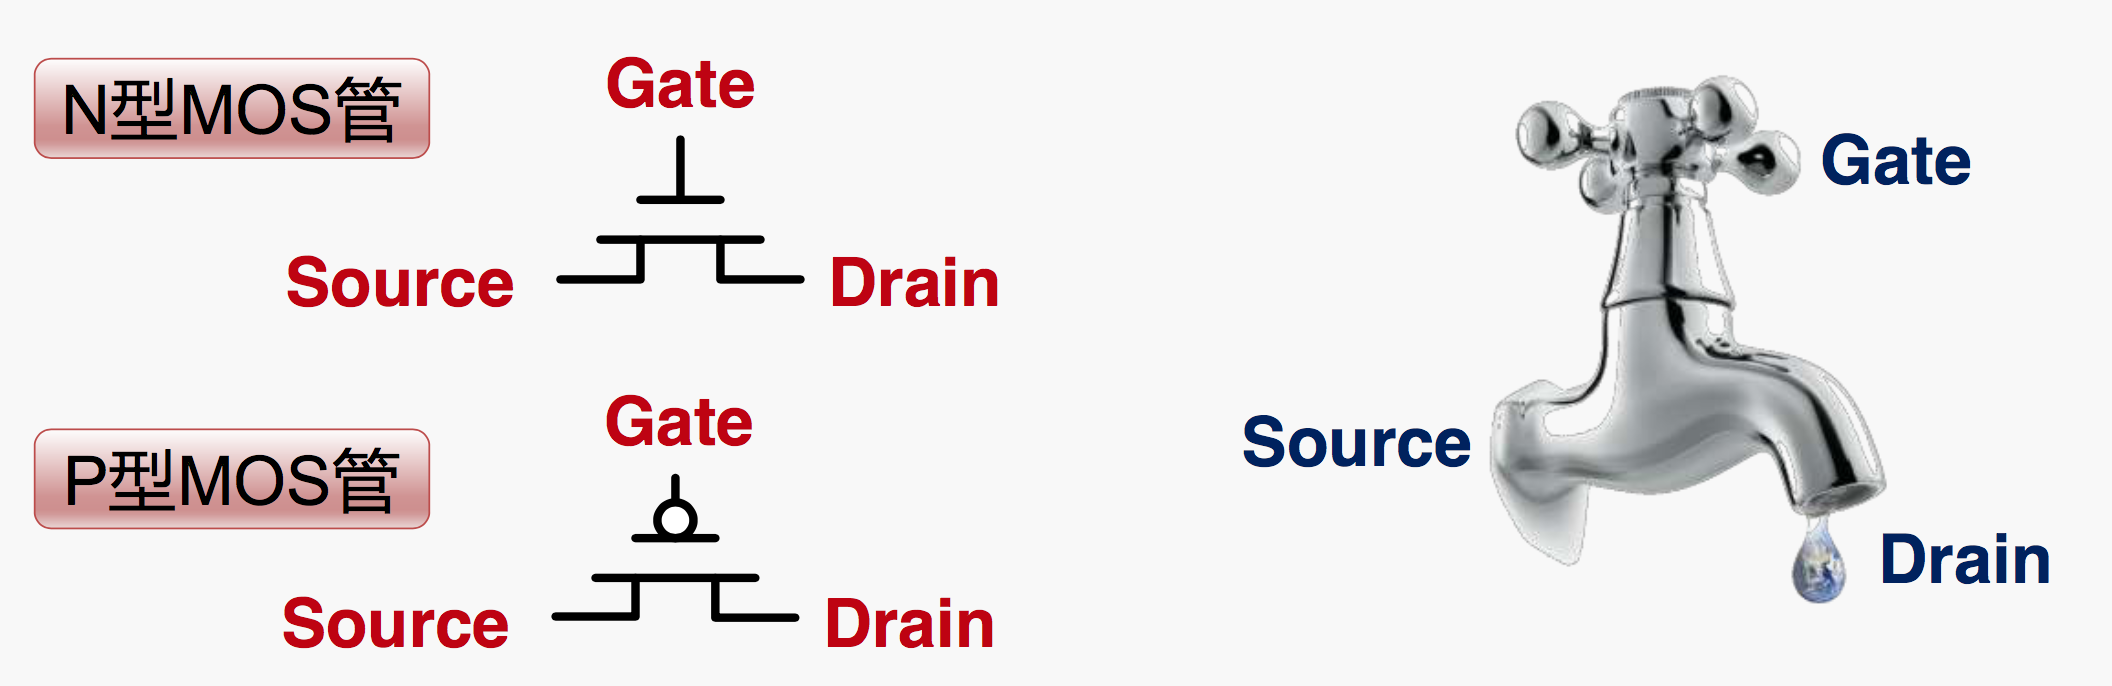 N型MOS管
Gate
Source
Drain
P型MOS管
Gate
Source
Drain
Gate
Source
Drain